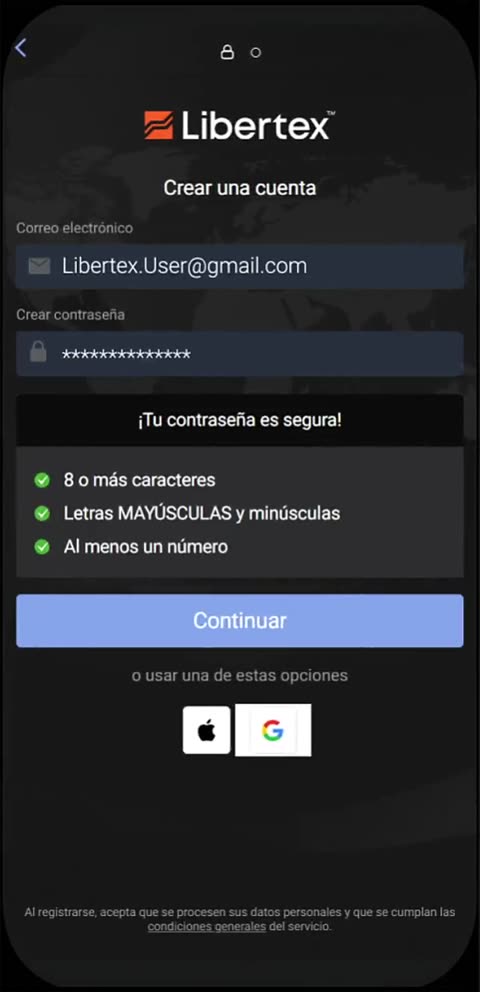 Libertex™
Crear una cuenta
Correo electrónico
Libertex.User@gmail.com
Crear contraseña
**************
¡Tu contraseña es segura!
8 o más caracteres
Letras MAYÚSCULAS y minúsculas
Al menos un número
Continuar
o usar una de estas opciones
Al registrarse, acepta que se procesen sus datos personales y que se cumplan las
condiciones generales del servicio.